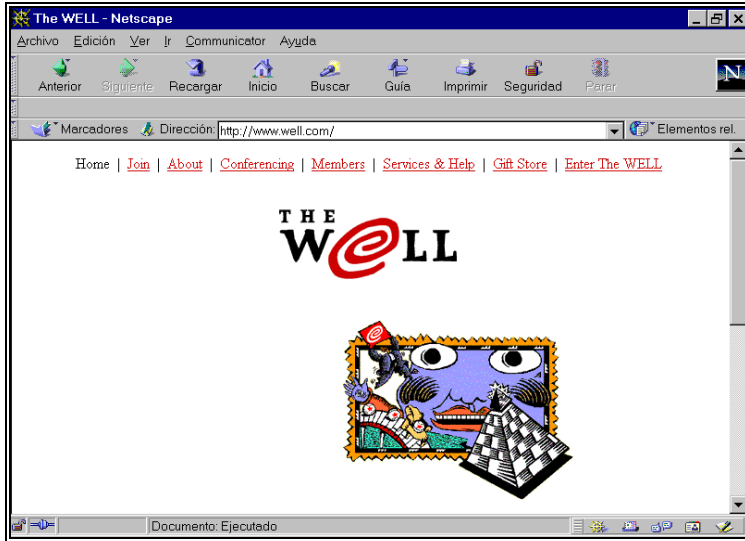 The WELL - Netscape
Archivo Edición Ver Ir Communicator Ayuda
Anterior Siguiente Recargar Inicio Buscar Guía Imprimir Seguridad Parar
N
Marcadores Dirección: http://www.well.com/ Elementos rel.
Home | Join | About | Conferencing | Members | Services & Help | Gift Store | Enter The WELL
THE
WELL
Documento: Ejecutado